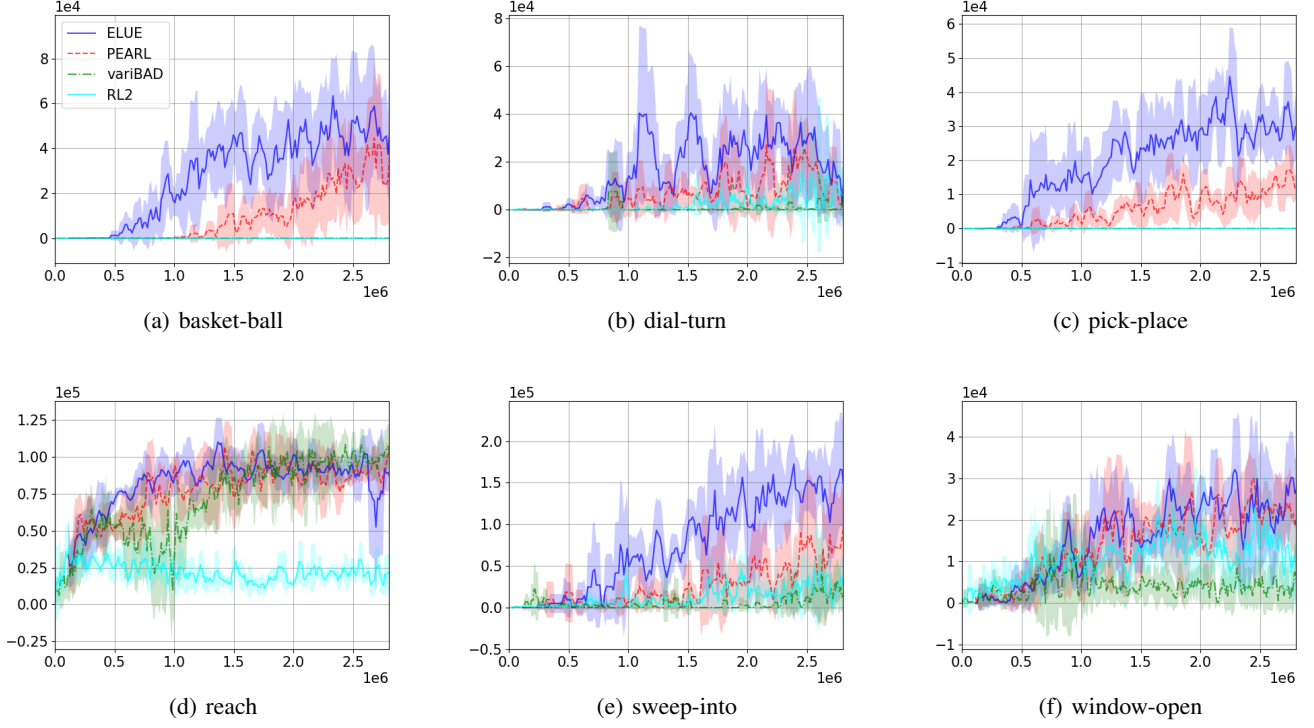 1e4
8
6
4
2
0
ELUE
PEARL
variBAD
RL2
0.0 0.5 1.0 1.5 2.0 2.5
1e6
(a) basket-ball
1e4
8
6
4
2
0
−2
0.0 0.5 1.0 1.5 2.0 2.5
1e6
(b) dial-turn
1e4
6
5
4
3
2
1
0
−1
0.0 0.5 1.0 1.5 2.0 2.5
1e6
(c) pick-place
1e5
1.25
1.00
0.75
0.50
0.25
0.00
−0.25
0.0 0.5 1.0 1.5 2.0 2.5
1e6
(d) reach
1e5
2.0
1.5
1.0
0.5
0.0
−0.5
0.0 0.5 1.0 1.5 2.0 2.5
1e6
(e) sweep-into
1e4
4
3
2
1
0
−1
0.0 0.5 1.0 1.5 2.0 2.5
1e6
(f) window-open